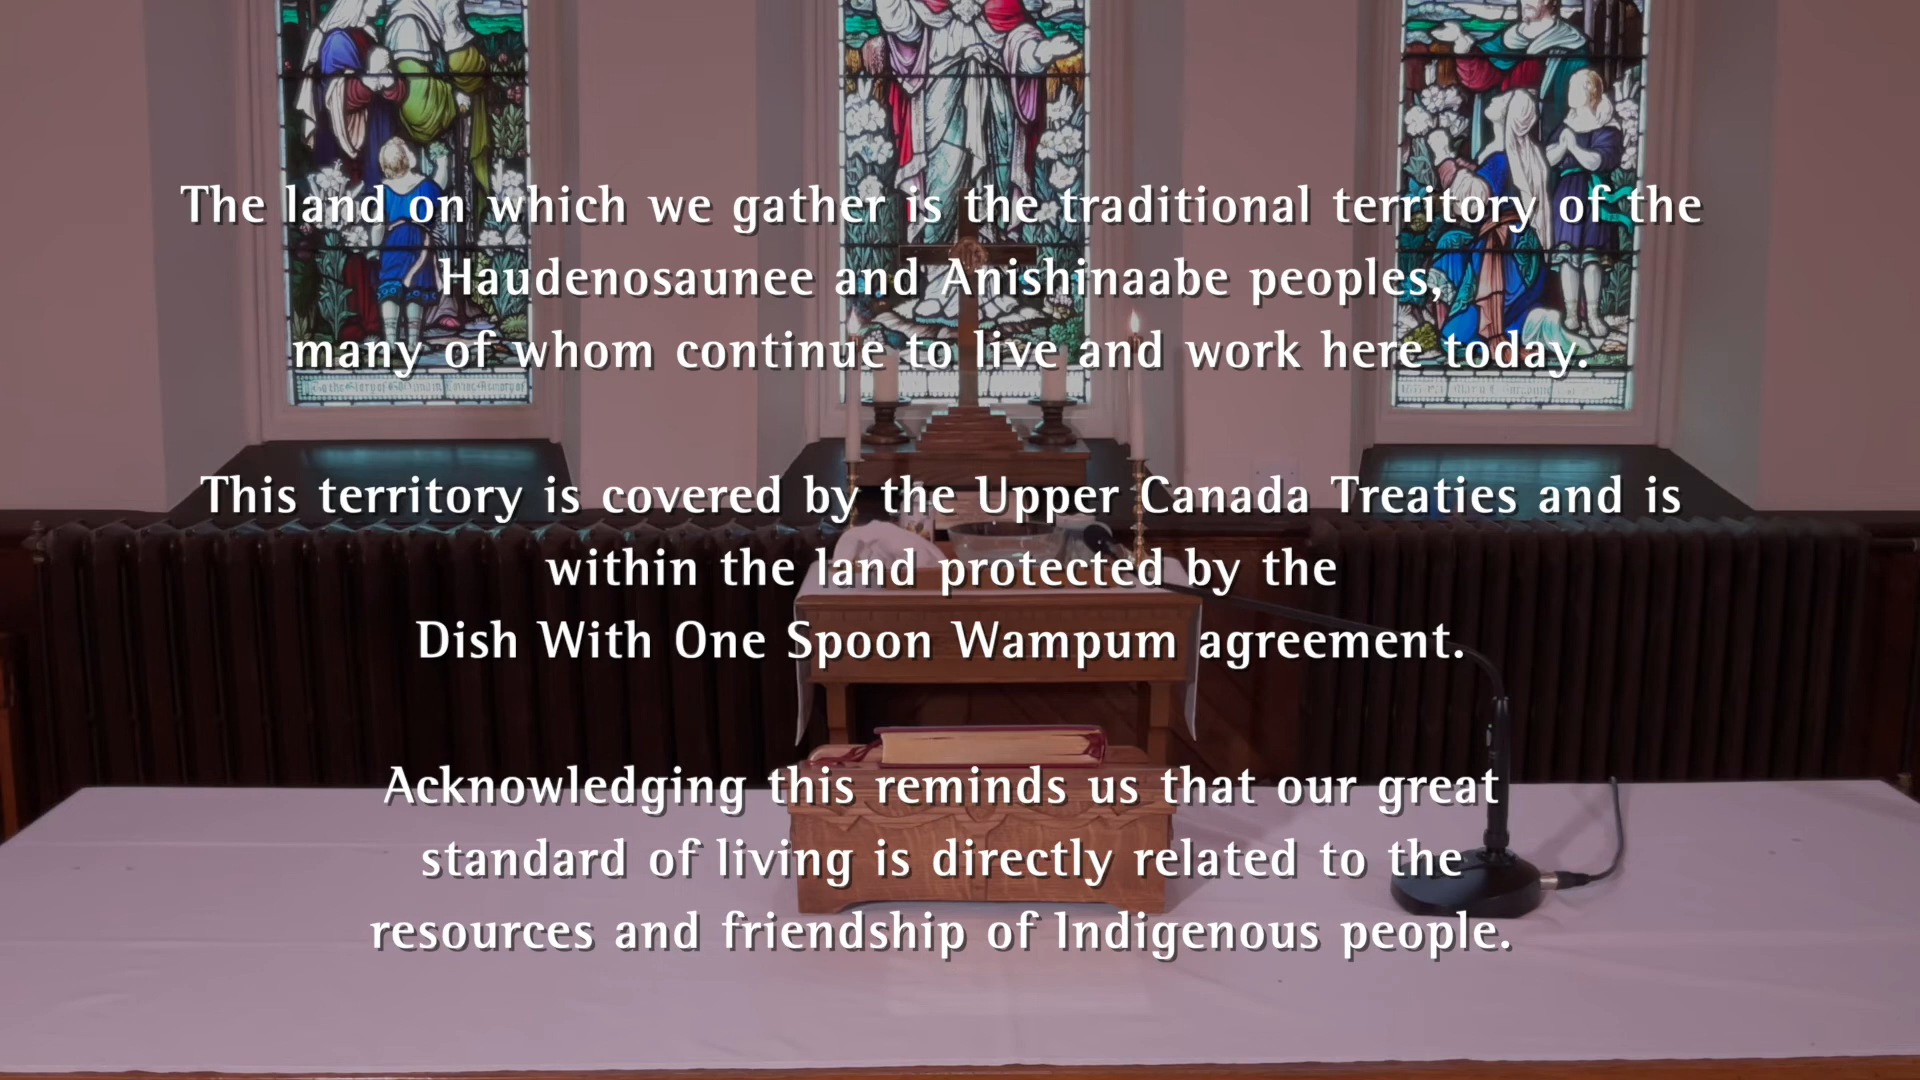 The land on which we gather is the traditional territory of the
Haudenosaunee and Anishinaabe peoples,
many of whom continue to live and work here today.
This territory is covered by the Upper Canada Treaties and is
within the land protected by the
Dish With One Spoon Wampum agreement.
Acknowledging this reminds us that our great
standard of living is directly related to the
resources and friendship of Indigenous people.